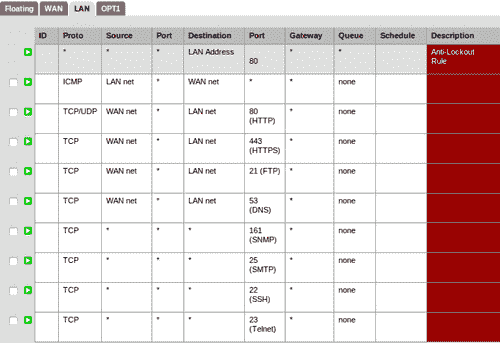 Floating WAN LAN OPT1
ID Proto Source Port Destination Port Gateway Queue Schedule Description
* * * LAN Address 80 * * Anti-Lockout Rule
ICMP LAN net * WAN net * * none
TCP/UDP WAN net * LAN net 80 (HTTP) * none
TCP WAN net * LAN net 443 (HTTPS) * none
TCP WAN net * LAN net 21 (FTP) * none
TCP WAN net * LAN net 53 (DNS) * none
TCP * * * 161 (SNMP) * none
TCP * * * 25 (SMTP) * none
TCP * * * 22 (SSH) * none
TCP * * * 23 (Telnet) * none